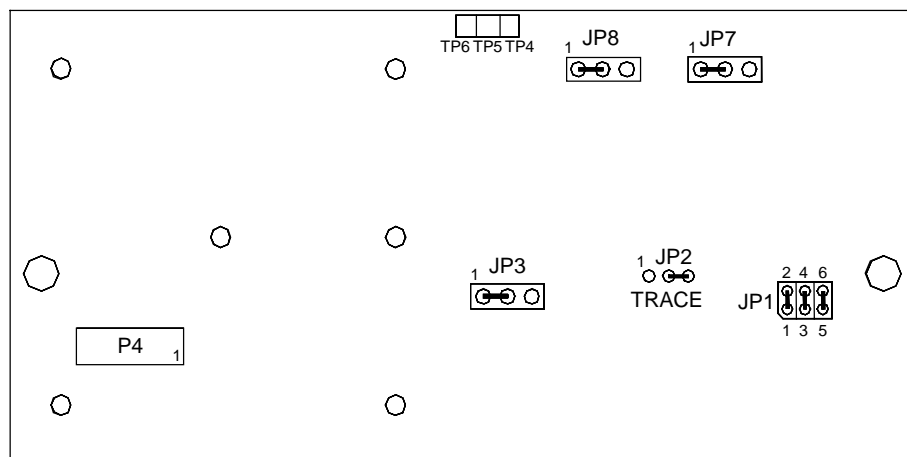 TP6 TP5 TP4
1 JP8
1 JP7
1 JP3
1 JP2
TRACE
2 4 6
JP1
1 3 5
P4 1